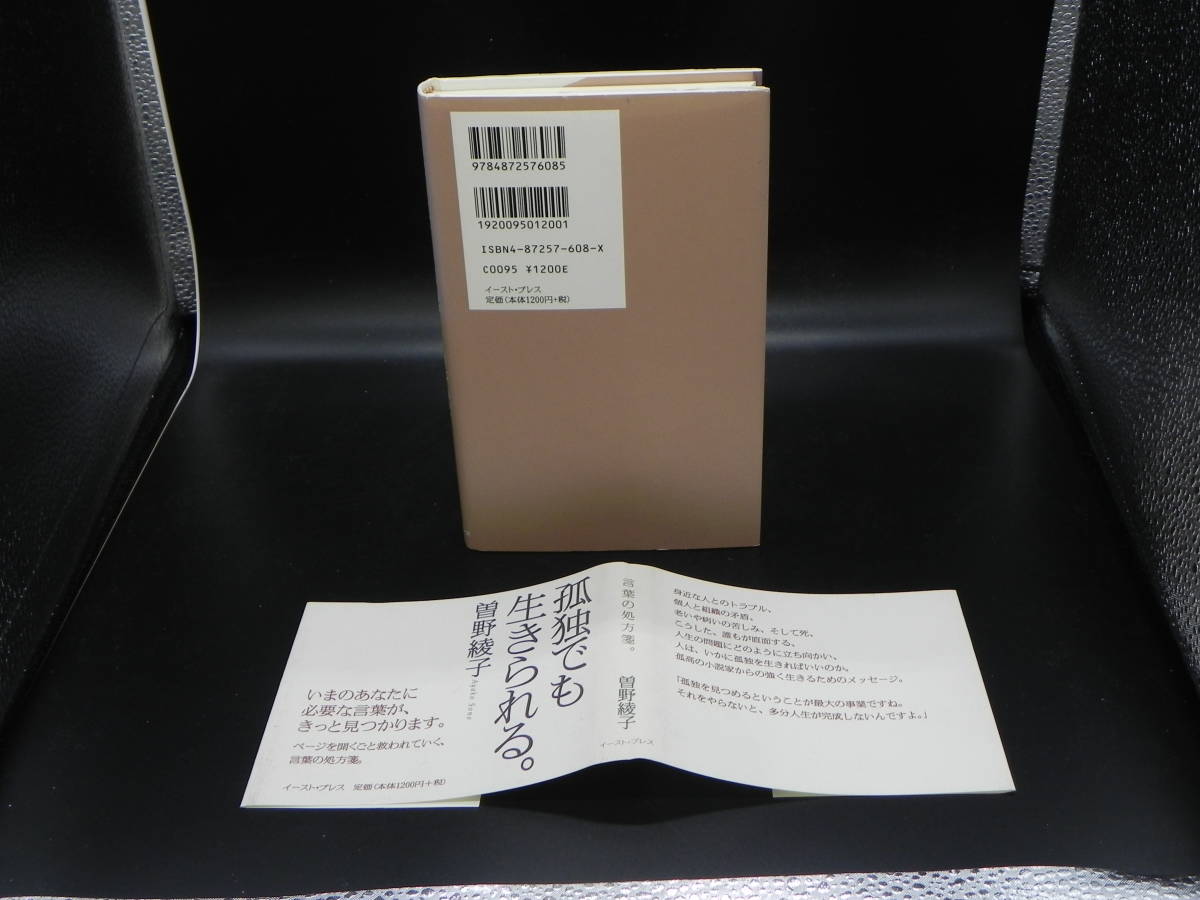 9784872576085
1920095012001
ISBN4-87257-608-X
C0095 ¥1200E
イースト・プレス
定価(本体1200円+税)
孤独でも
生きられる。
曽野綾子
Ayako Sono
いまのあなたに
必要な言葉が、
きっと見つかります。
ページを開くごと救われていく、
言葉の処方箋。
イースト・プレス 定価(本体1200円+税)
言葉の処方箋。
曽野綾子
イースト・プレス
身近な人とのトラブル、
個人と組織の矛盾、
老いや病いの苦しみ、そして死、
こうした、誰もが直面する、
人生の問題にどのように立ち向かい、
人は、いかに孤独を生きればいいのか。
孤高の小説家からの強く生きるためのメッセージ。
「孤独を見つめるということが最大の事業ですね。
それをやらないと、多分人生が完成しないんですよ。」